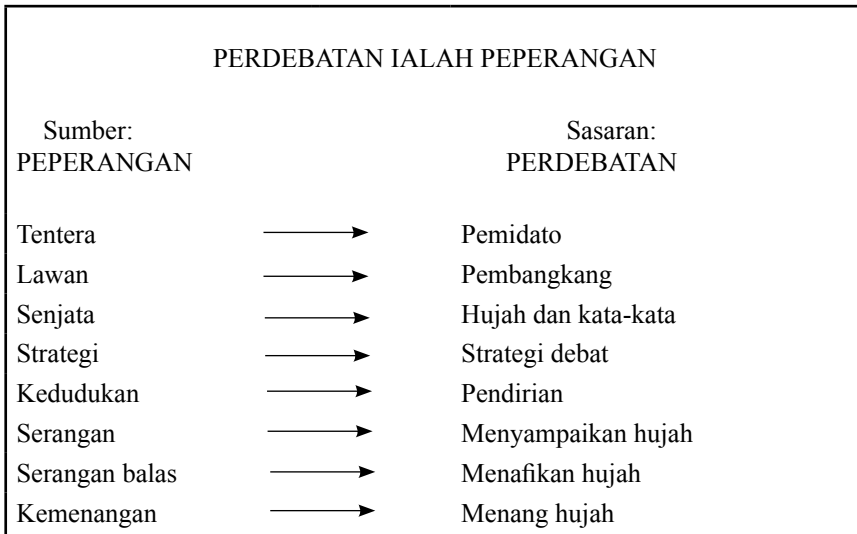 PERDEBATAN IALAH PEPERANGAN
Sumber: Sasaran:
PEPERANGAN PERDEBATAN
Tentera Pemidato
Lawan Pembangkang
Senjata Hujah dan kata-kata
Strategi Strategi debat
Kedudukan Pendirian
Serangan Menyampaikan hujah
Serangan balas Menafikan hujah
Kemenangan Menang hujah